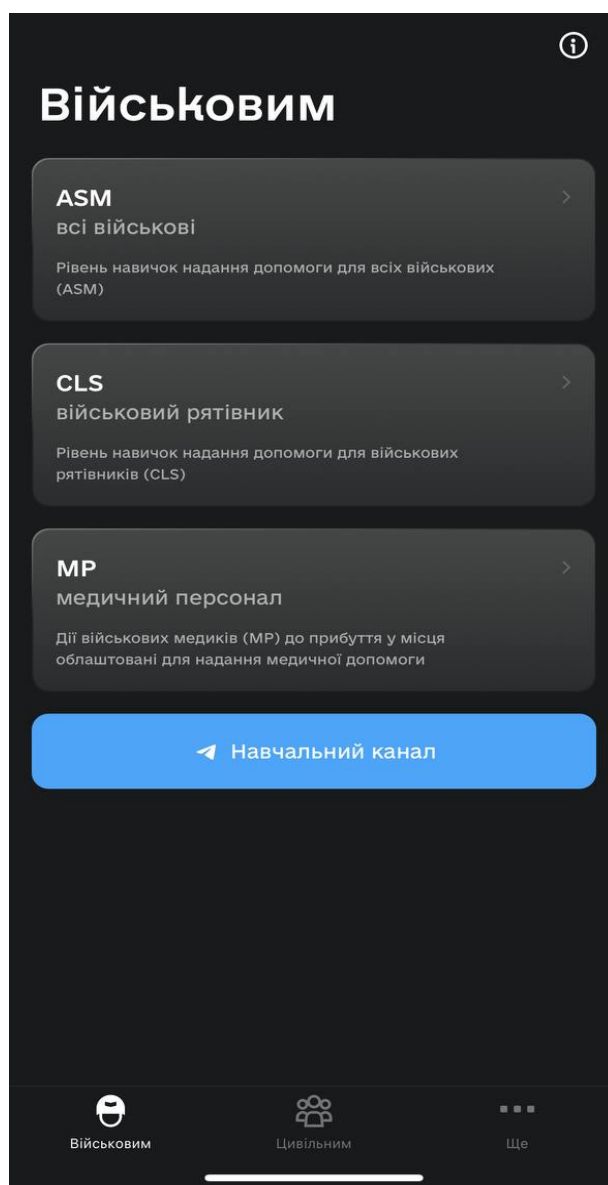 Військовим
ASM
всі військові
Рівень навичок надання допомоги для всіх військових
(ASM)
CLS
військовий рятівник
Рівень навичок надання допомоги для військових
рятівників (CLS)
MP
медичний персонал
Дії військових медиків (MP) до прибуття у місця
облаштовані для надання медичної допомоги
Навчальний канал
Військовим
Цивільним
Ще